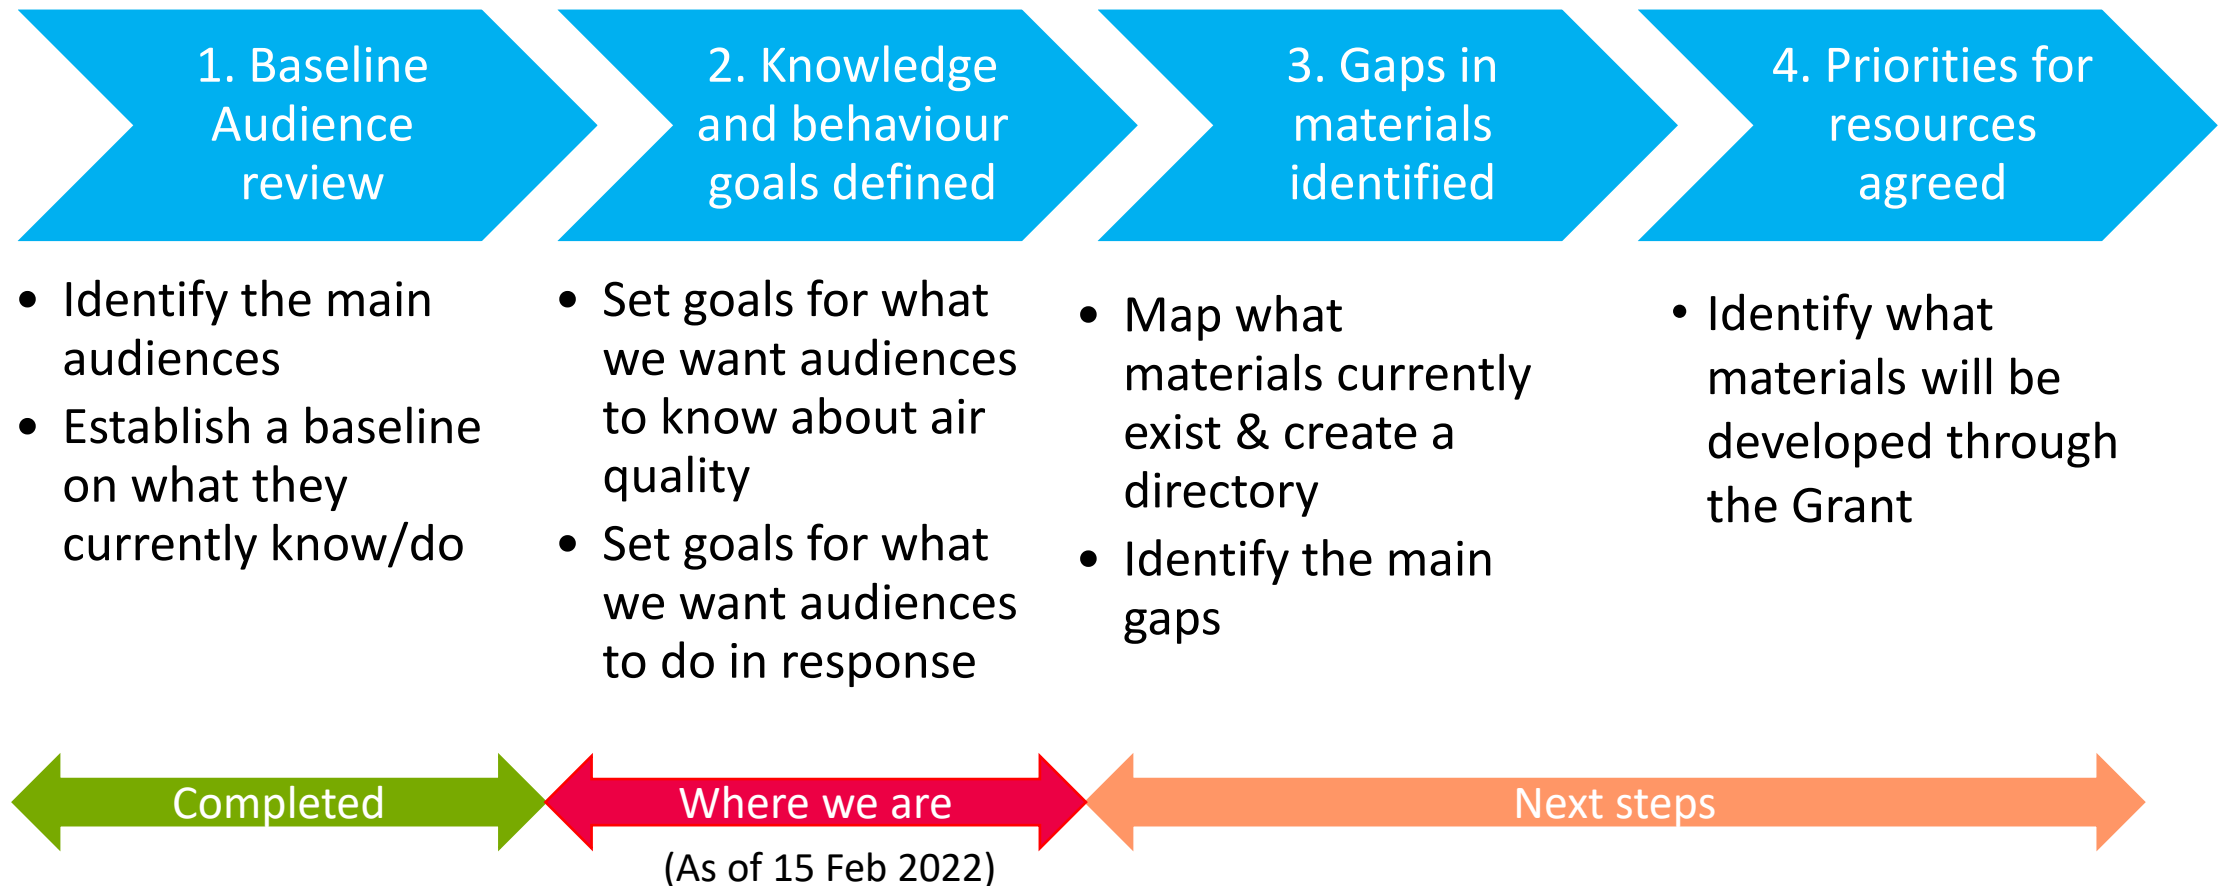 1. Baseline
Audience
review
2. Knowledge
and behaviour
goals defined
3. Gaps in
materials
identified
4. Priorities for
resources
agreed
• Identify the main
audiences
• Establish a baseline
on what they
currently know/do
• Set goals for what
we want audiences
to know about air
quality
• Set goals for what
we want audiences
to do in response
• Map what
materials currently
exist & create a
directory
• Identify the main
gaps
• Identify what
materials will be
developed through
the Grant
Completed
Where we are
(As of 15 Feb 2022)
Next steps